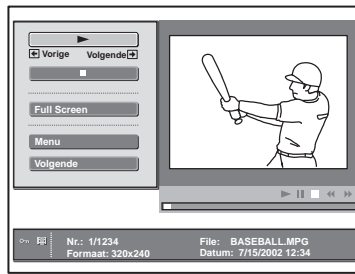 Vorige Volgende
Full Screen
Menu
Volgende
Nr.: 1/1234 File: BASEBALL.MPG
Formaat: 320x240 Datum: 7/15/2002 12:34